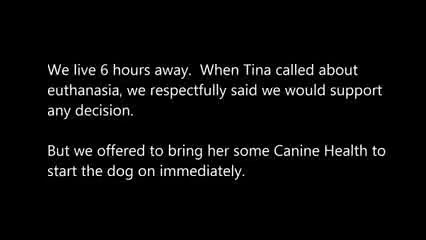 We live 6 hours away.  When Tina called about
euthanasia, we respectfully said we would support
any decision.
But we offered to bring her some Canine Health to
start the dog on immediately.